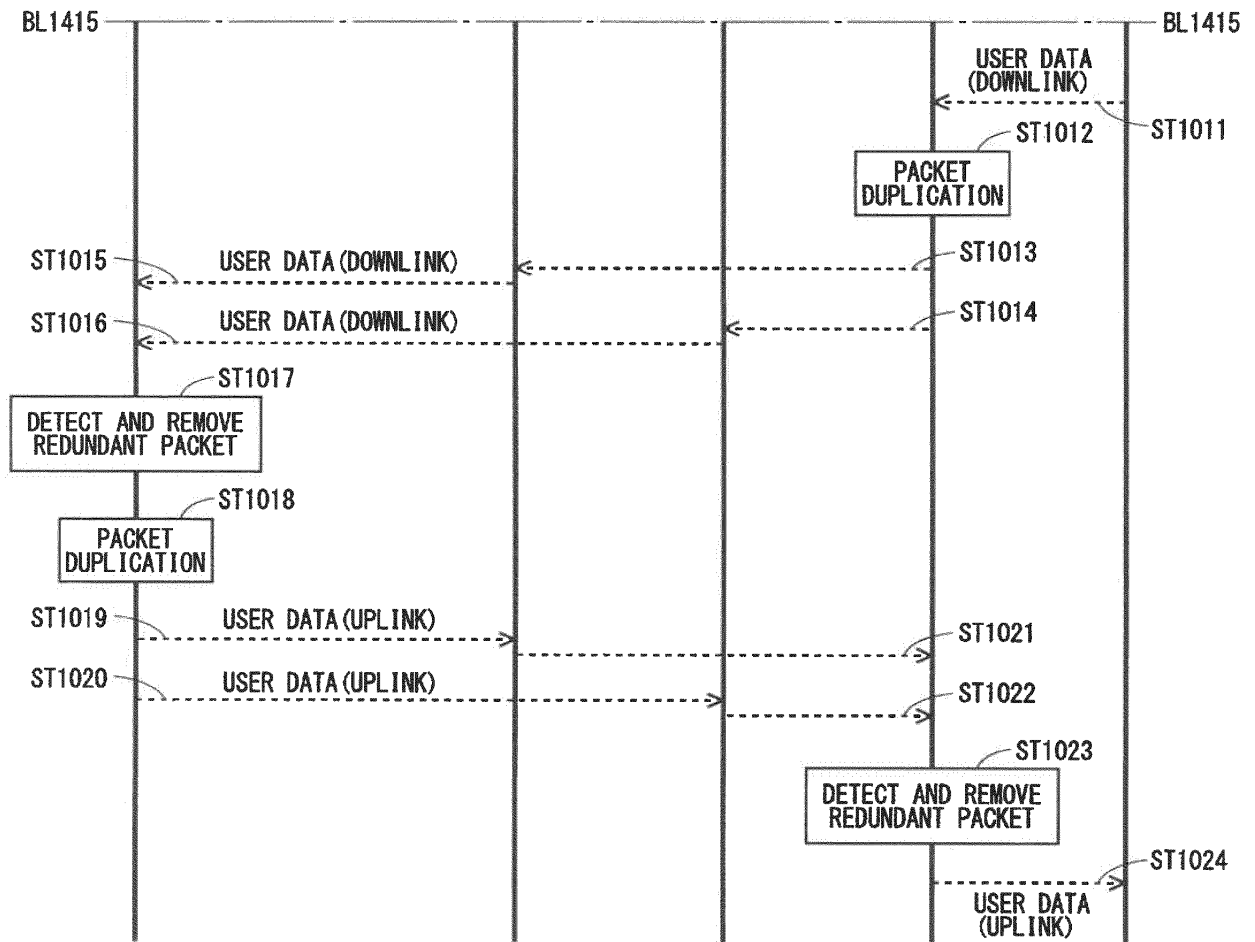 BL1415
BL1415
USER DATA
(DOWNLINK)
ST1011
ST1012
PACKET
DUPLICATION
ST1013
ST1015
USER DATA(DOWNLINK)
ST1014
ST1016
USER DATA(DOWNLINK)
ST1017
DETECT AND REMOVE
REDUNDANT PACKET
ST1018
PACKET
DUPLICATION
ST1019
USER DATA(UPLINK)
ST1021
ST1020
USER DATA(UPLINK)
ST1022
ST1023
DETECT AND REMOVE
REDUNDANT PACKET
ST1024
USER DATA
(UPLINK)